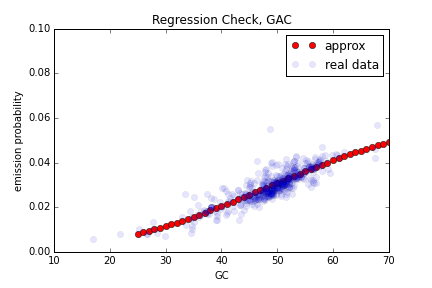 Regression Check, GAC
0.10
0.08
0.06
0.04
0.02
0.00
emission probability
approx
real data
10 20 30 40 50 60 70
GC